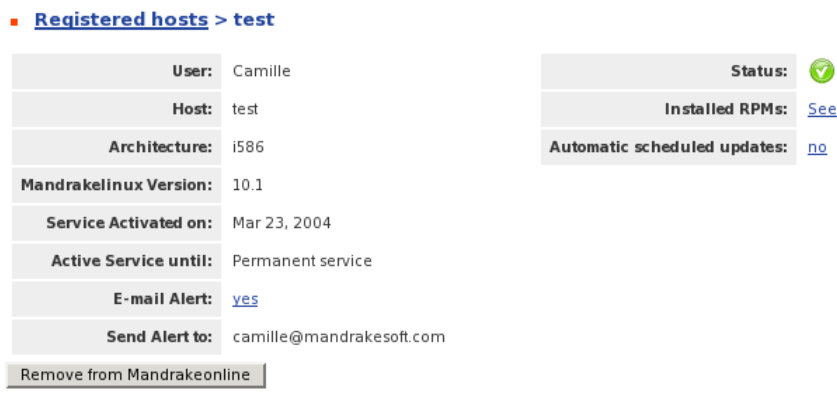 Registered hosts > test
User: Camille
Status:
Host: test
Installed RPMs: See
Architecture: i586
Automatic scheduled updates: no
Mandrakelinux Version: 10.1
Service Activated on: Mar 23, 2004
Active Service until: Permanent service
E-mail Alert: yes
Send Alert to: camille@mandrakesoft.com
Remove from Mandrakeonline